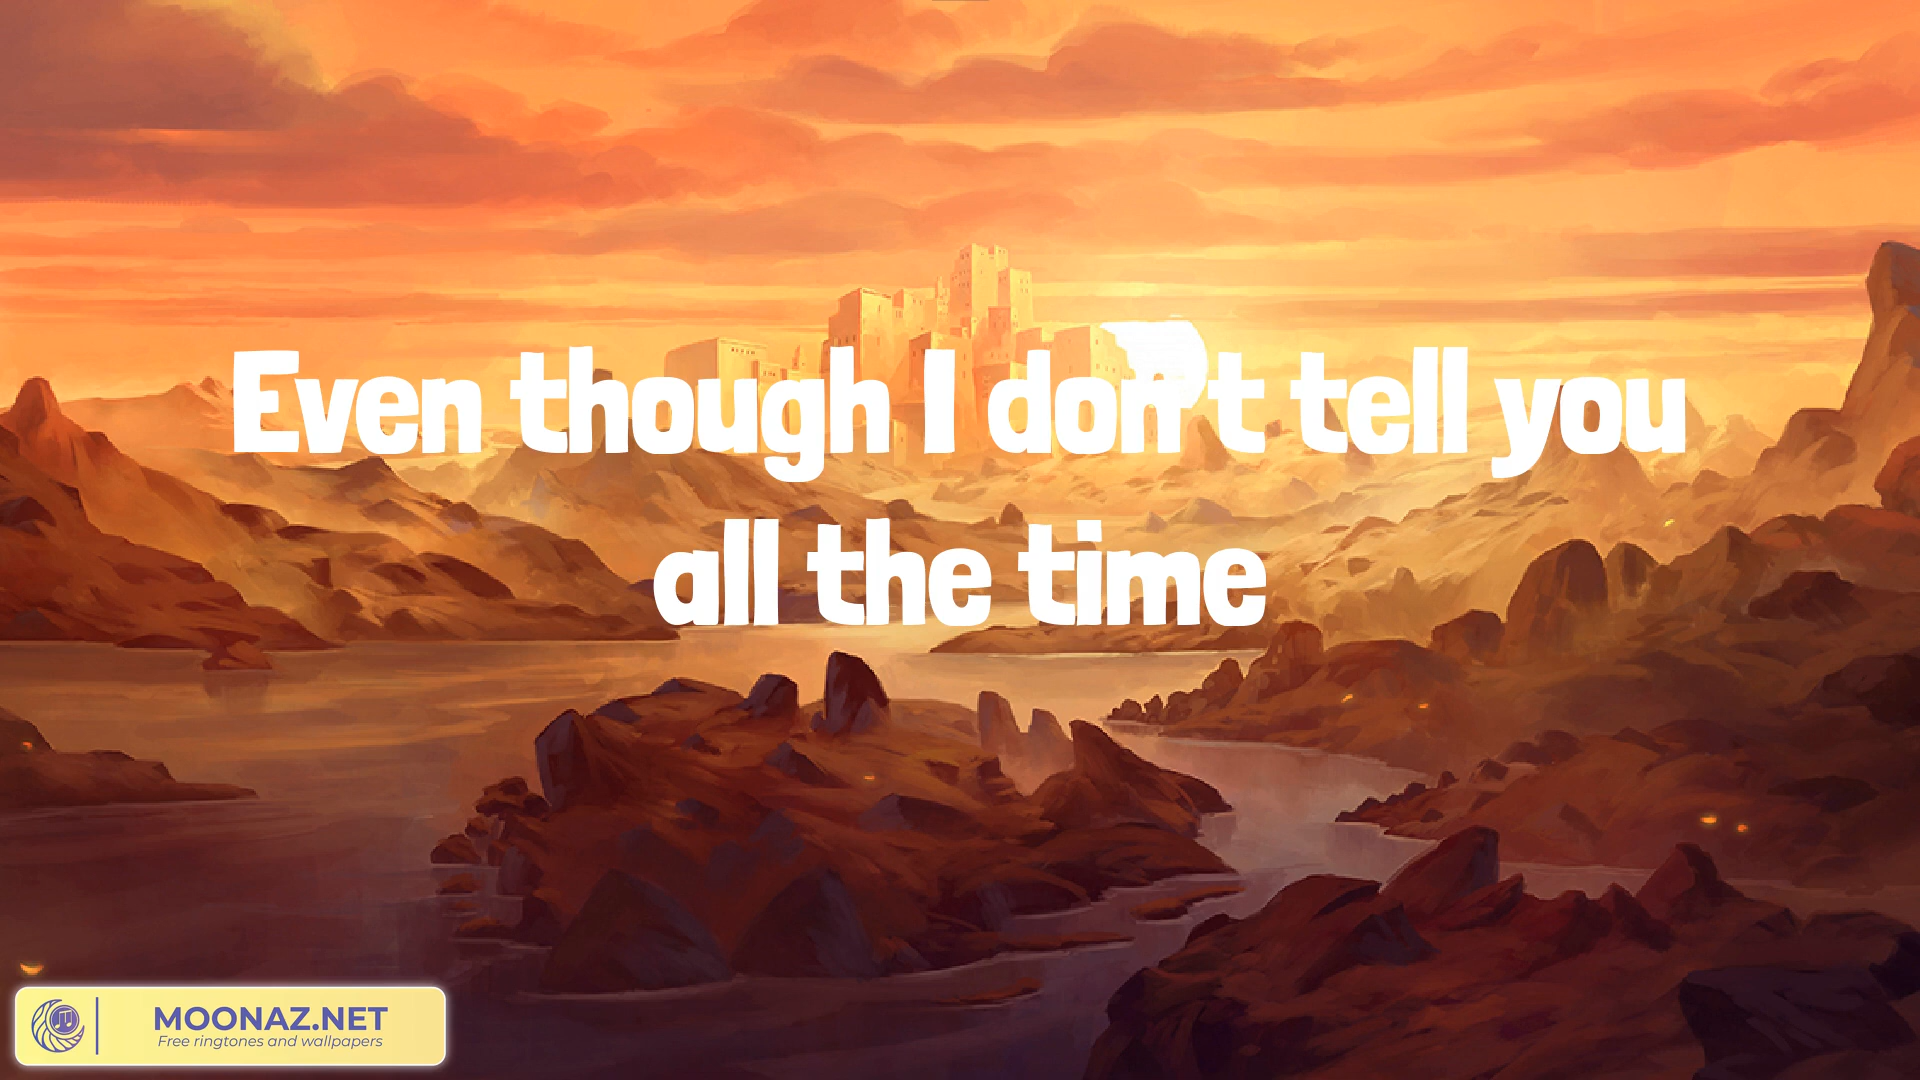 Even though I don't tell you
all the time
MOONAZ.NET
Free ringtones and wallpapers